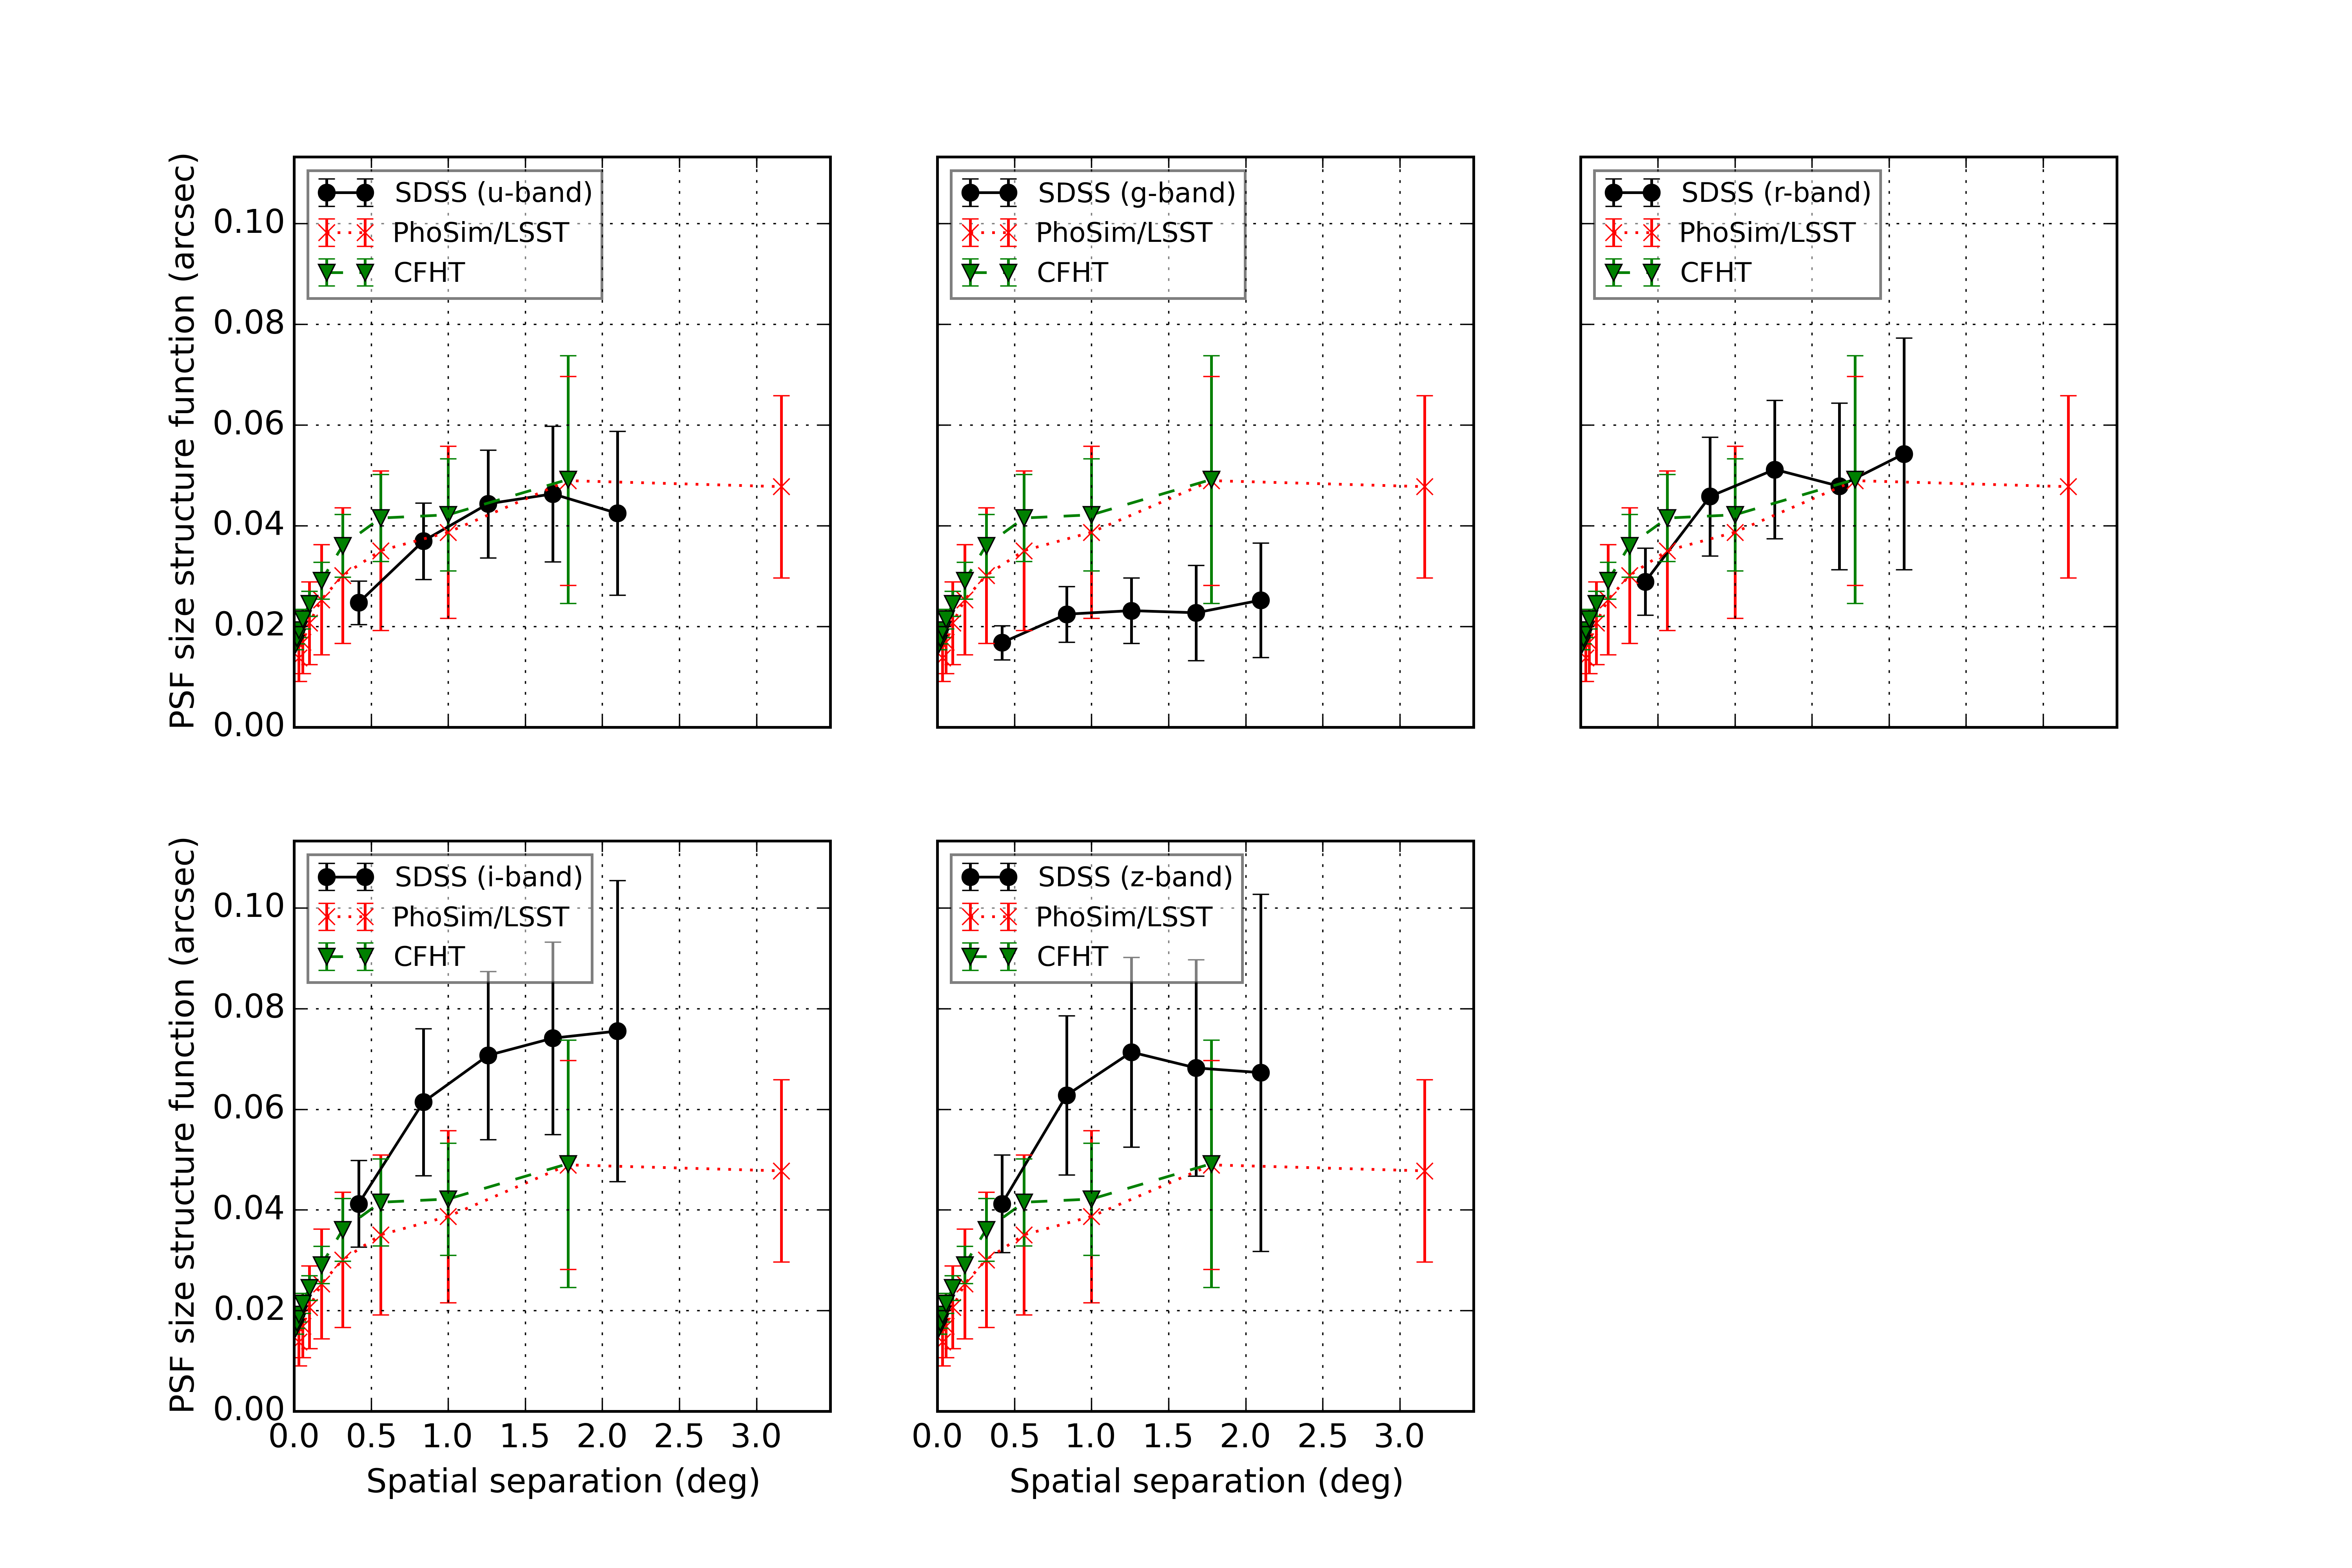 PSF size structure function (arcsec)
0.10
0.08
0.06
0.04
0.02
0.00
SDSS (u-band)
PhoSim/LSST
CFHT
SDSS (g-band)
PhoSim/LSST
CFHT
SDSS (r-band)
PhoSim/LSST
CFHT
PSF size structure function (arcsec)
0.10
0.08
0.06
0.04
0.02
0.00
SDSS (i-band)
PhoSim/LSST
CFHT
0.0 0.5 1.0 1.5 2.0 2.5 3.0
Spatial separation (deg)
SDSS (z-band)
PhoSim/LSST
CFHT
0.0 0.5 1.0 1.5 2.0 2.5 3.0
Spatial separation (deg)